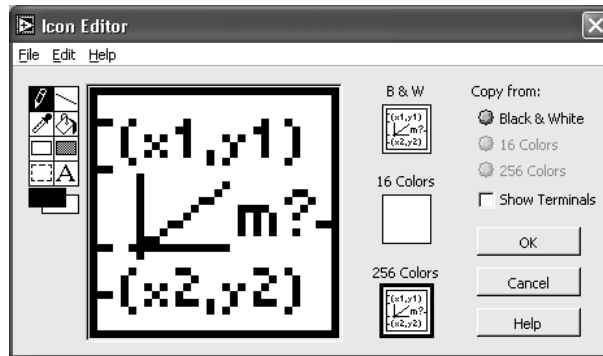 Icon Editor
File Edit Help
B & W
Copy from:
(x1,y1)
m?
(x2,y2)
Black & White
16 Colors
256 Colors
Show Terminals
16 Colors
256 Colors
OK
Cancel
Help
A
(x1,y1)
m?
(x2,y2)
(x1,y1)
m?
(x2,y2)